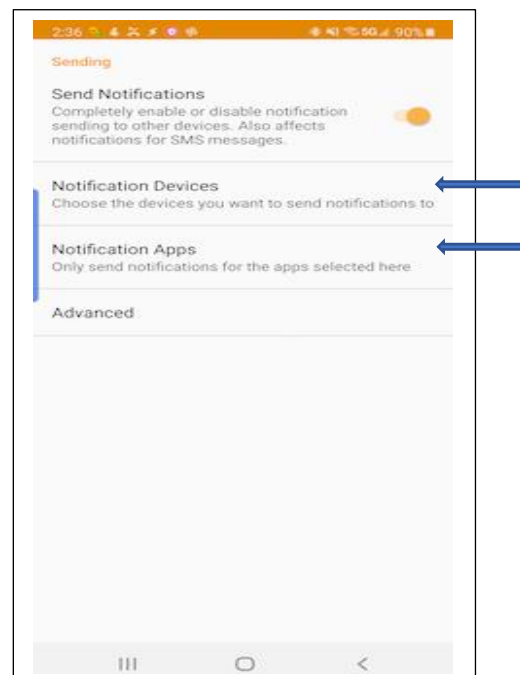 2:36 5G 90%
Sending
Send Notifications
Completely enable or disable notification
sending to other devices. Also affects
notifications for SMS messages.
Notification Devices
Choose the devices you want to send notifications to
Notification Apps
Only send notifications for the apps selected here
Advanced